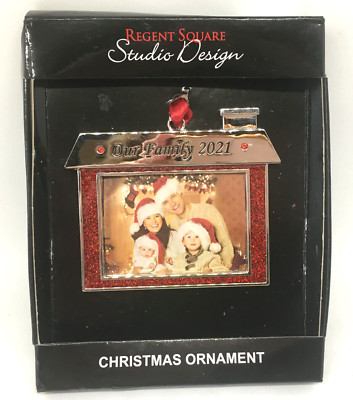 REGENT SQUARE
Studio Design
Our Family 2021
CHRISTMAS ORNAMENT